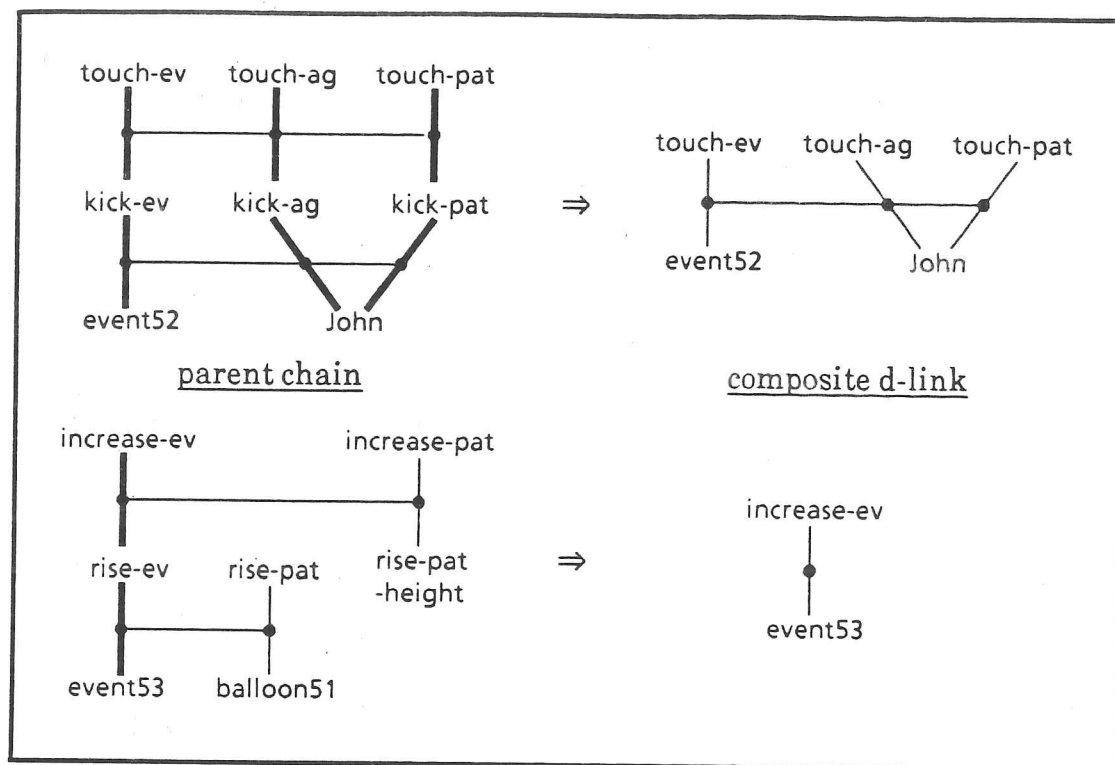 touch-ev touch-ag touch-pat
kick-ev kick-ag kick-pat
event52 John
⇒
touch-ev touch-ag touch-pat
event52 John
parent chain
composite d-link
increase-ev increase-pat
rise-ev rise-pat rise-pat
-height
event53 balloon51
⇒
increase-ev
event53